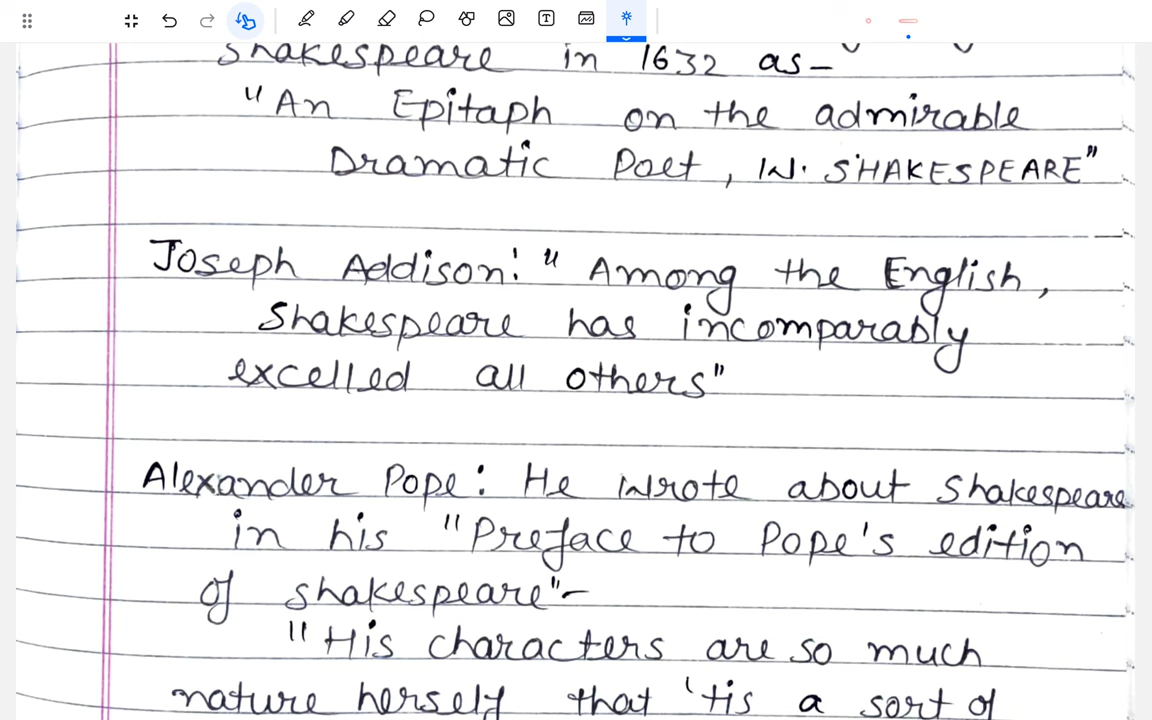 Shakespeare in 1632 as-
"An Epitaph on the admirable
Dramatic Poet, W. SHAKESPEARE"
Joseph Addison: "Among the English,
Shakespeare has incomparably
excelled all others"
Alexander Pope: He wrote about Shakespeare
in his "Preface to Pope's edition
of shakespeare"-
"His characters are so much
nature herself that 'tis a sort of